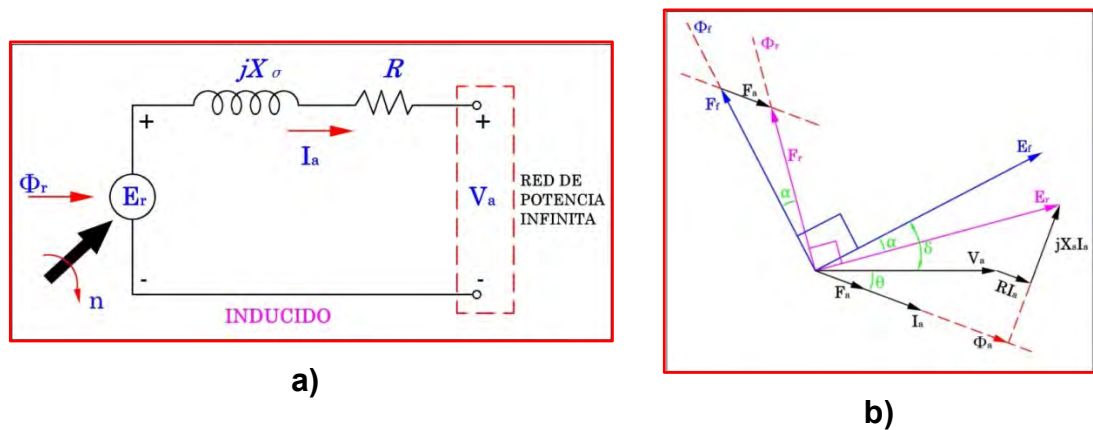 jXσ
R
+
+
Ia
Φr
Er
Va
RED DE
POTENCIA
INFINITA
-
-
n
INDUCIDO
a)
Φf
Φr
Fa
Ff
Fr
Ef
Er
α
α
δ
jXaIa
Va
θ
RIa
Fa
Ia
Φa
b)